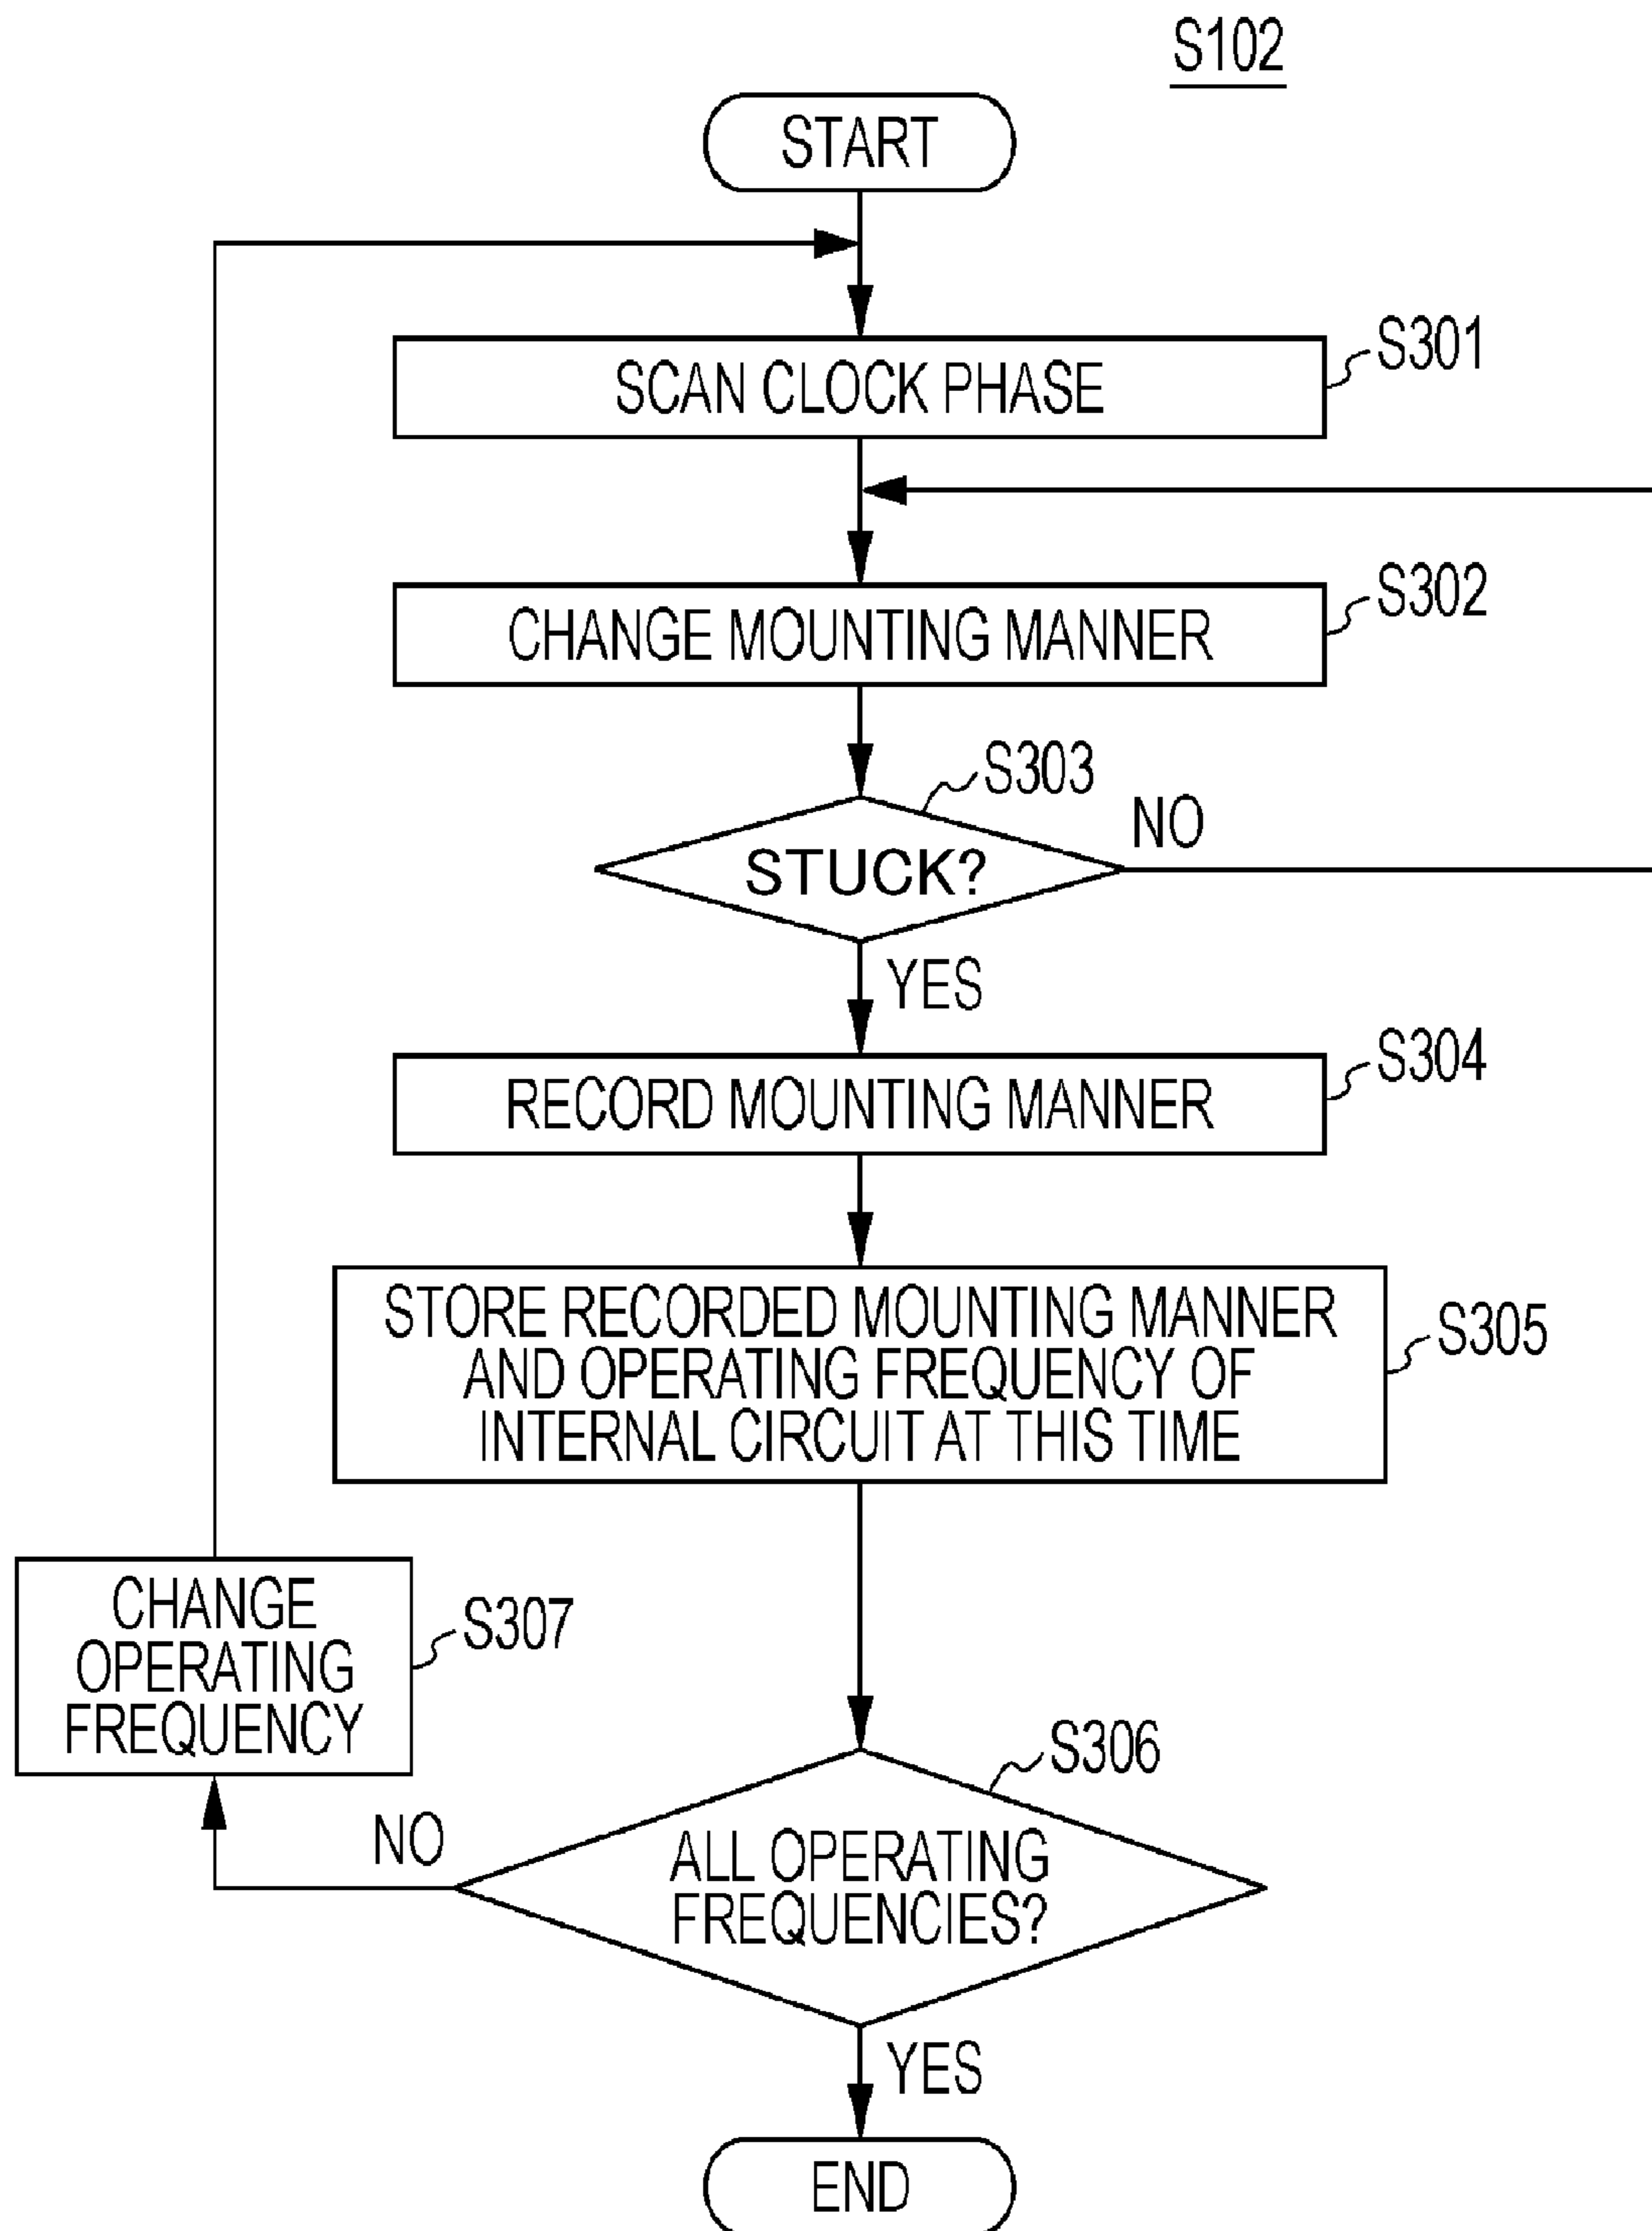 S102
START
SCAN CLOCK PHASE
S301
CHANGE MOUNTING MANNER
S302
S303
STUCK?
NO
YES
RECORD MOUNTING MANNER
S304
STORE RECORDED MOUNTING MANNER
AND OPERATING FREQUENCY OF
INTERNAL CIRCUIT AT THIS TIME
S305
CHANGE
OPERATING
FREQUENCY
S307
S306
ALL OPERATING
FREQUENCIES?
NO
YES
END